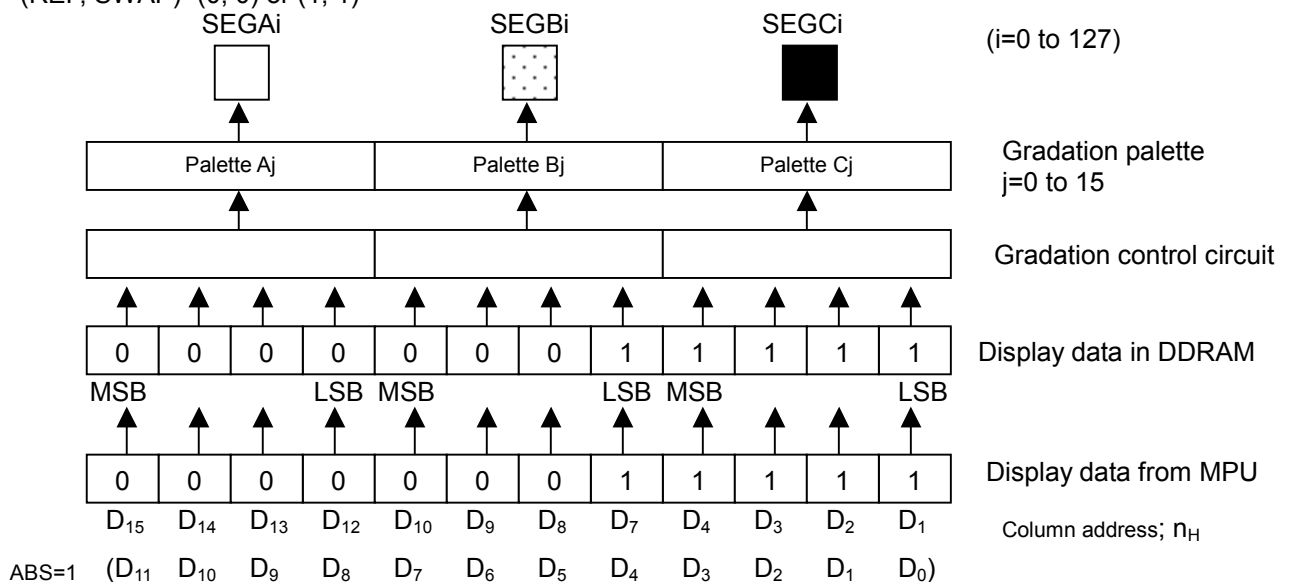 (REF, SWAP)=(0, 0) or (1, 1)
SEGAi SEGBi SEGCi (i=0 to 127)
Palette Aj Palette Bj Palette Cj Gradation palette
j=0 to 15
Gradation control circuit
0 0 0 0 0 0 0 1 1 1 1 1 Display data in DDRAM
MSB LSB MSB LSB MSB LSB
0 0 0 0 0 0 0 1 1 1 1 1 Display data from MPU
D15 D14 D13 D12 D10 D9 D8 D7 D4 D3 D2 D1 Column address; nH
ABS=1 (D11 D10 D9 D8 D7 D6 D5 D4 D3 D2 D1 D0)